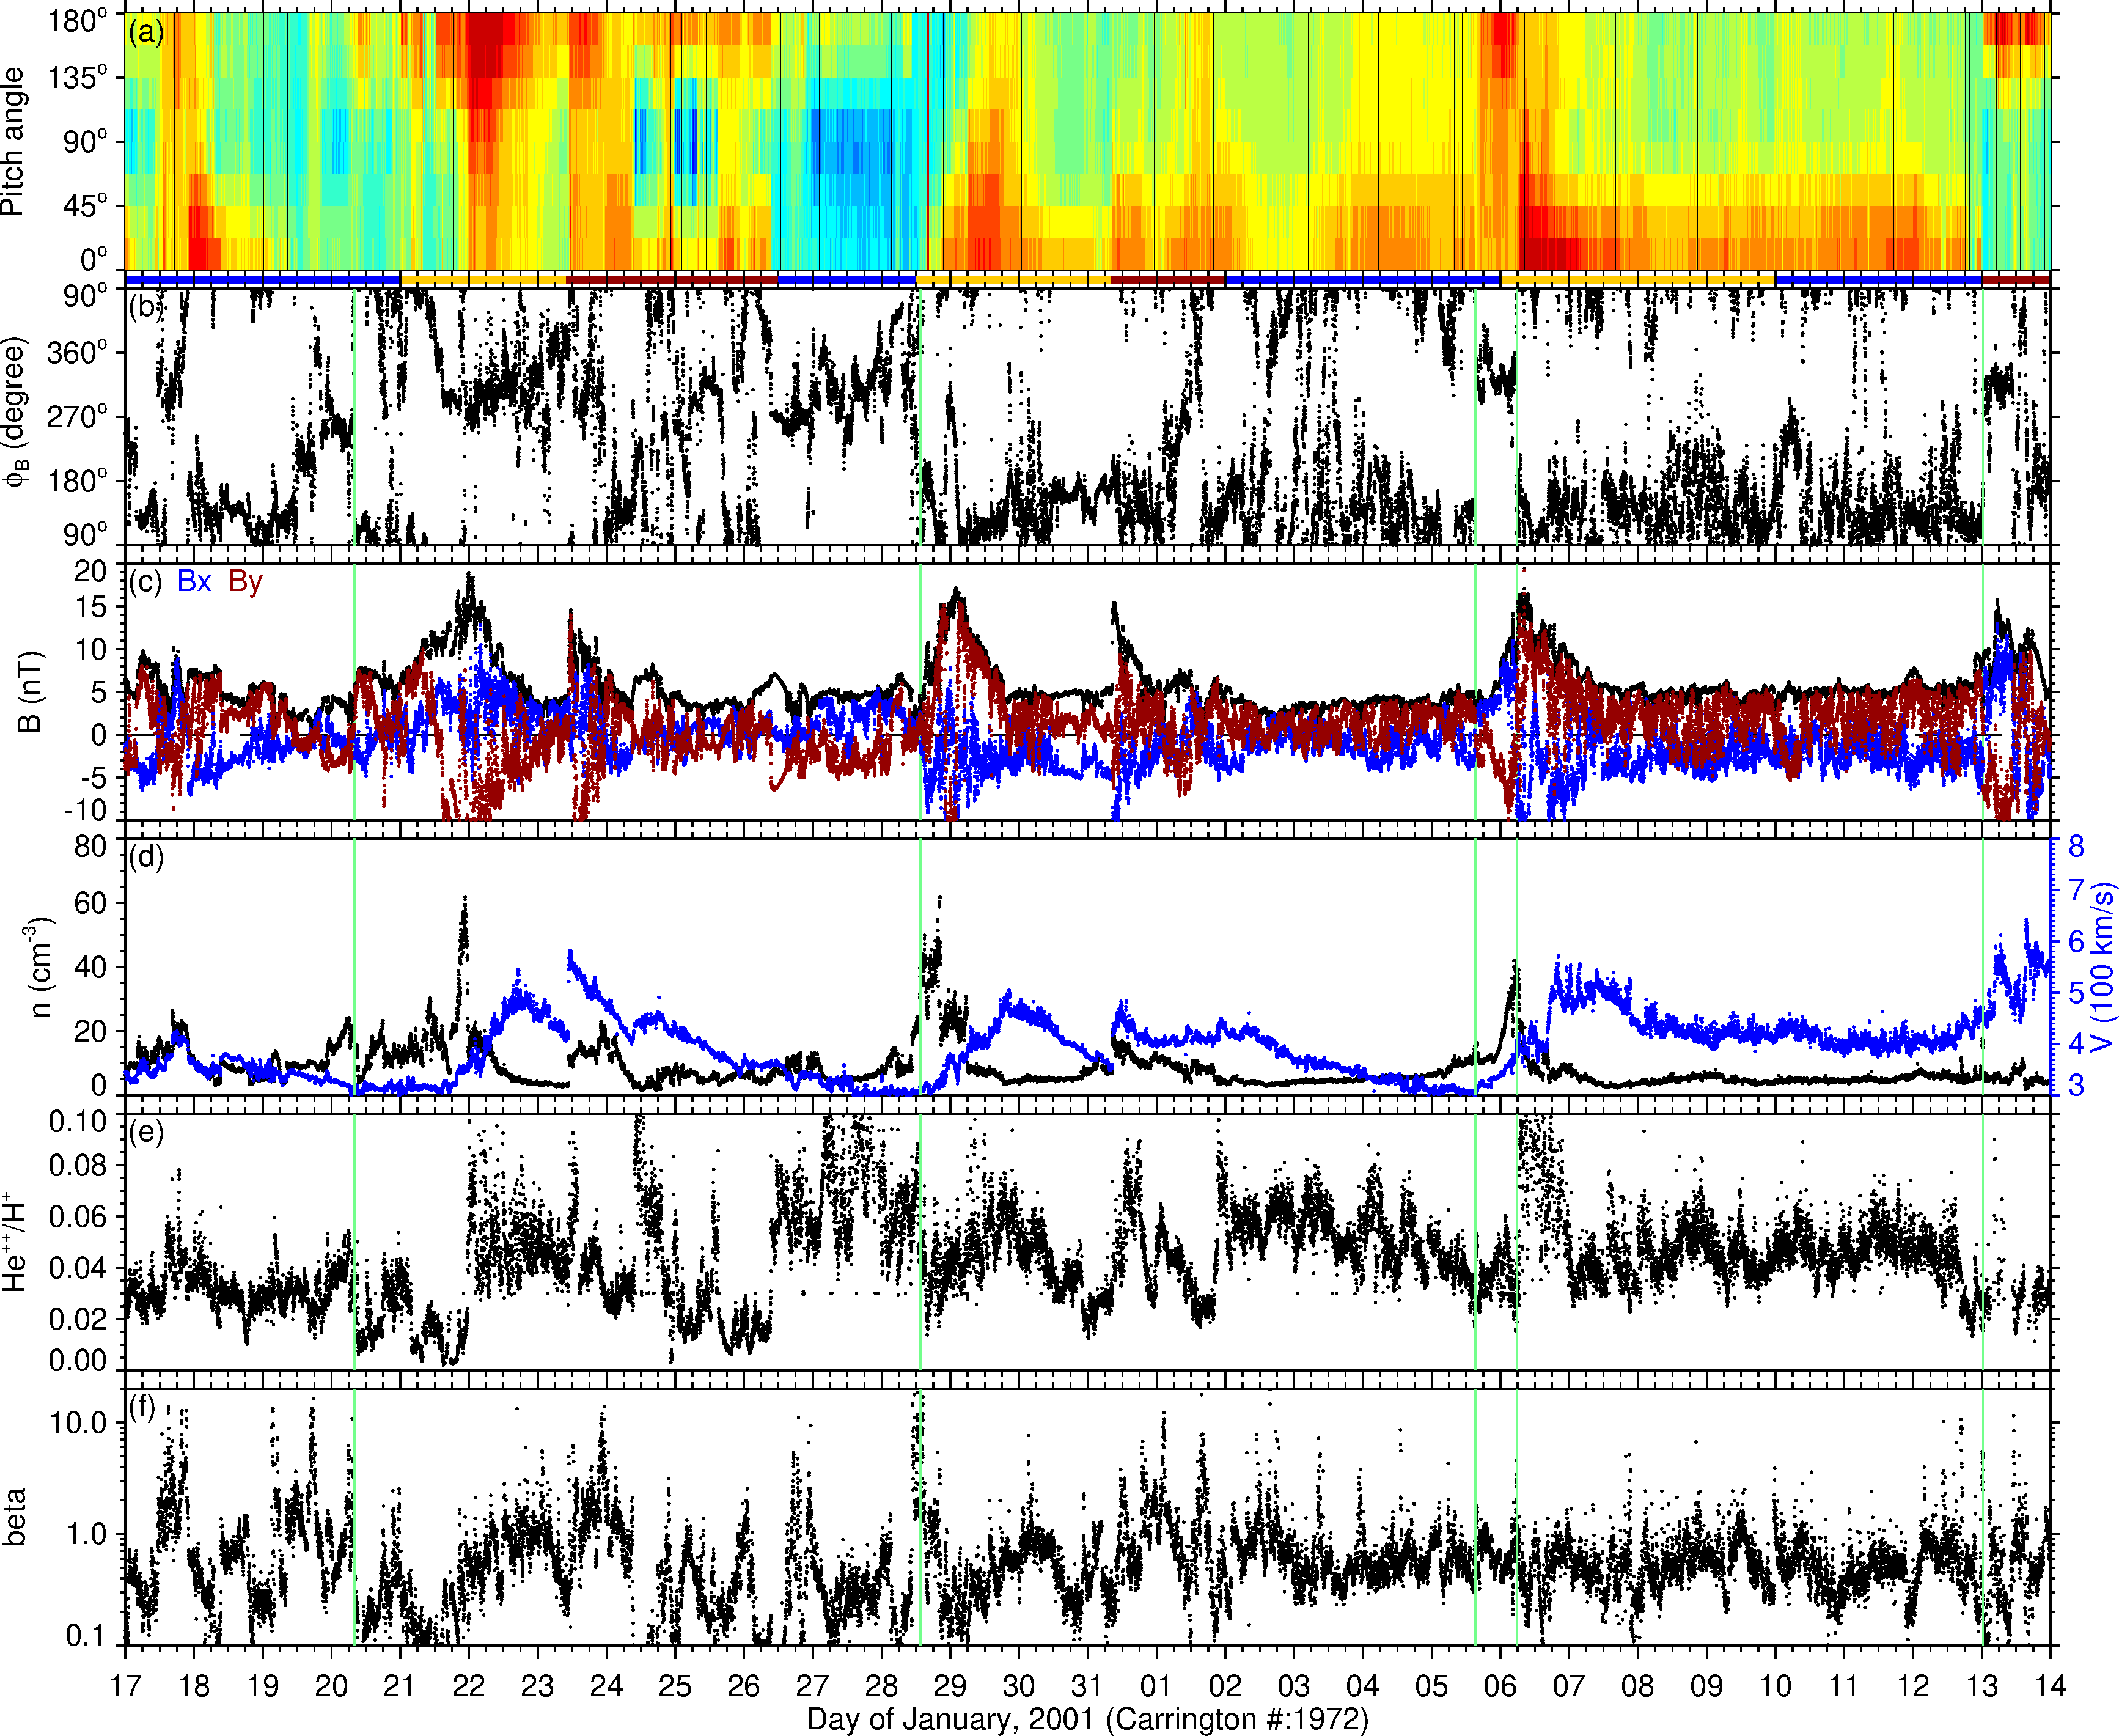 (a)
180°
135°
90°
45°
0°
Pitch angle
(b)
90°
360°
270°
180°
90°
ϕB (degree)
(c) Bx By
20
15
10
5
0
-5
-10
B (nT)
(d)
80
60
40
20
0
n (cm-3)
8
7
6
5
4
3
V (100 km/s)
(e)
0.10
0.08
0.06
0.04
0.02
0.00
He++/H+
(f)
10.0
1.0
0.1
beta
17 18 19 20 21 22 23 24 25 26 27 28 29 30 31 01 02 03 04 05 06 07 08 09 10 11 12 13 14
Day of January, 2001 (Carrington #:1972)